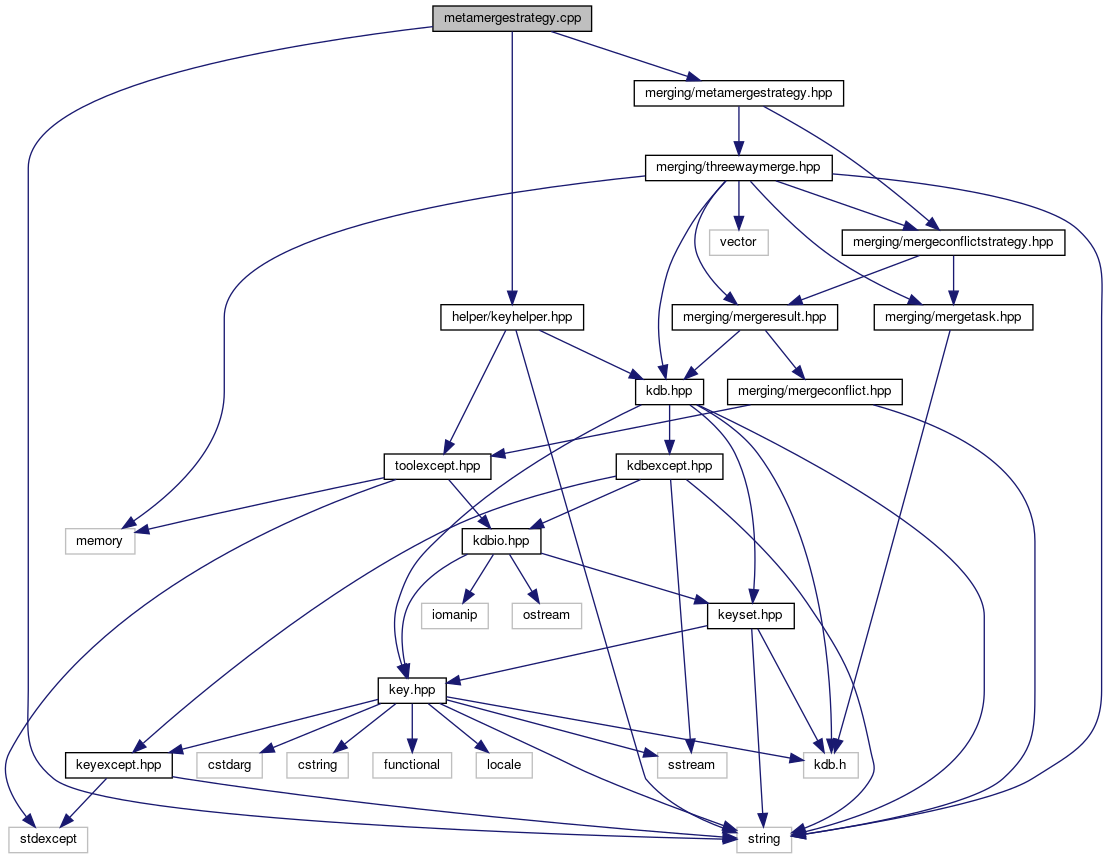 metamergestrategy.cpp
merging/metamergestrategy.hpp
merging/threewaymerge.hpp
vector
merging/mergeconflictstrategy.hpp
helper/keyhelper.hpp
merging/mergeresult.hpp
merging/mergetask.hpp
kdb.hpp
merging/mergeconflict.hpp
toolexcept.hpp
kdbexcept.hpp
memory
kdbio.hpp
iomanip
ostream
keyset.hpp
key.hpp
keyexcept.hpp
cstdarg
cstring
functional
locale
sstream
kdb.h
stdexcept
string